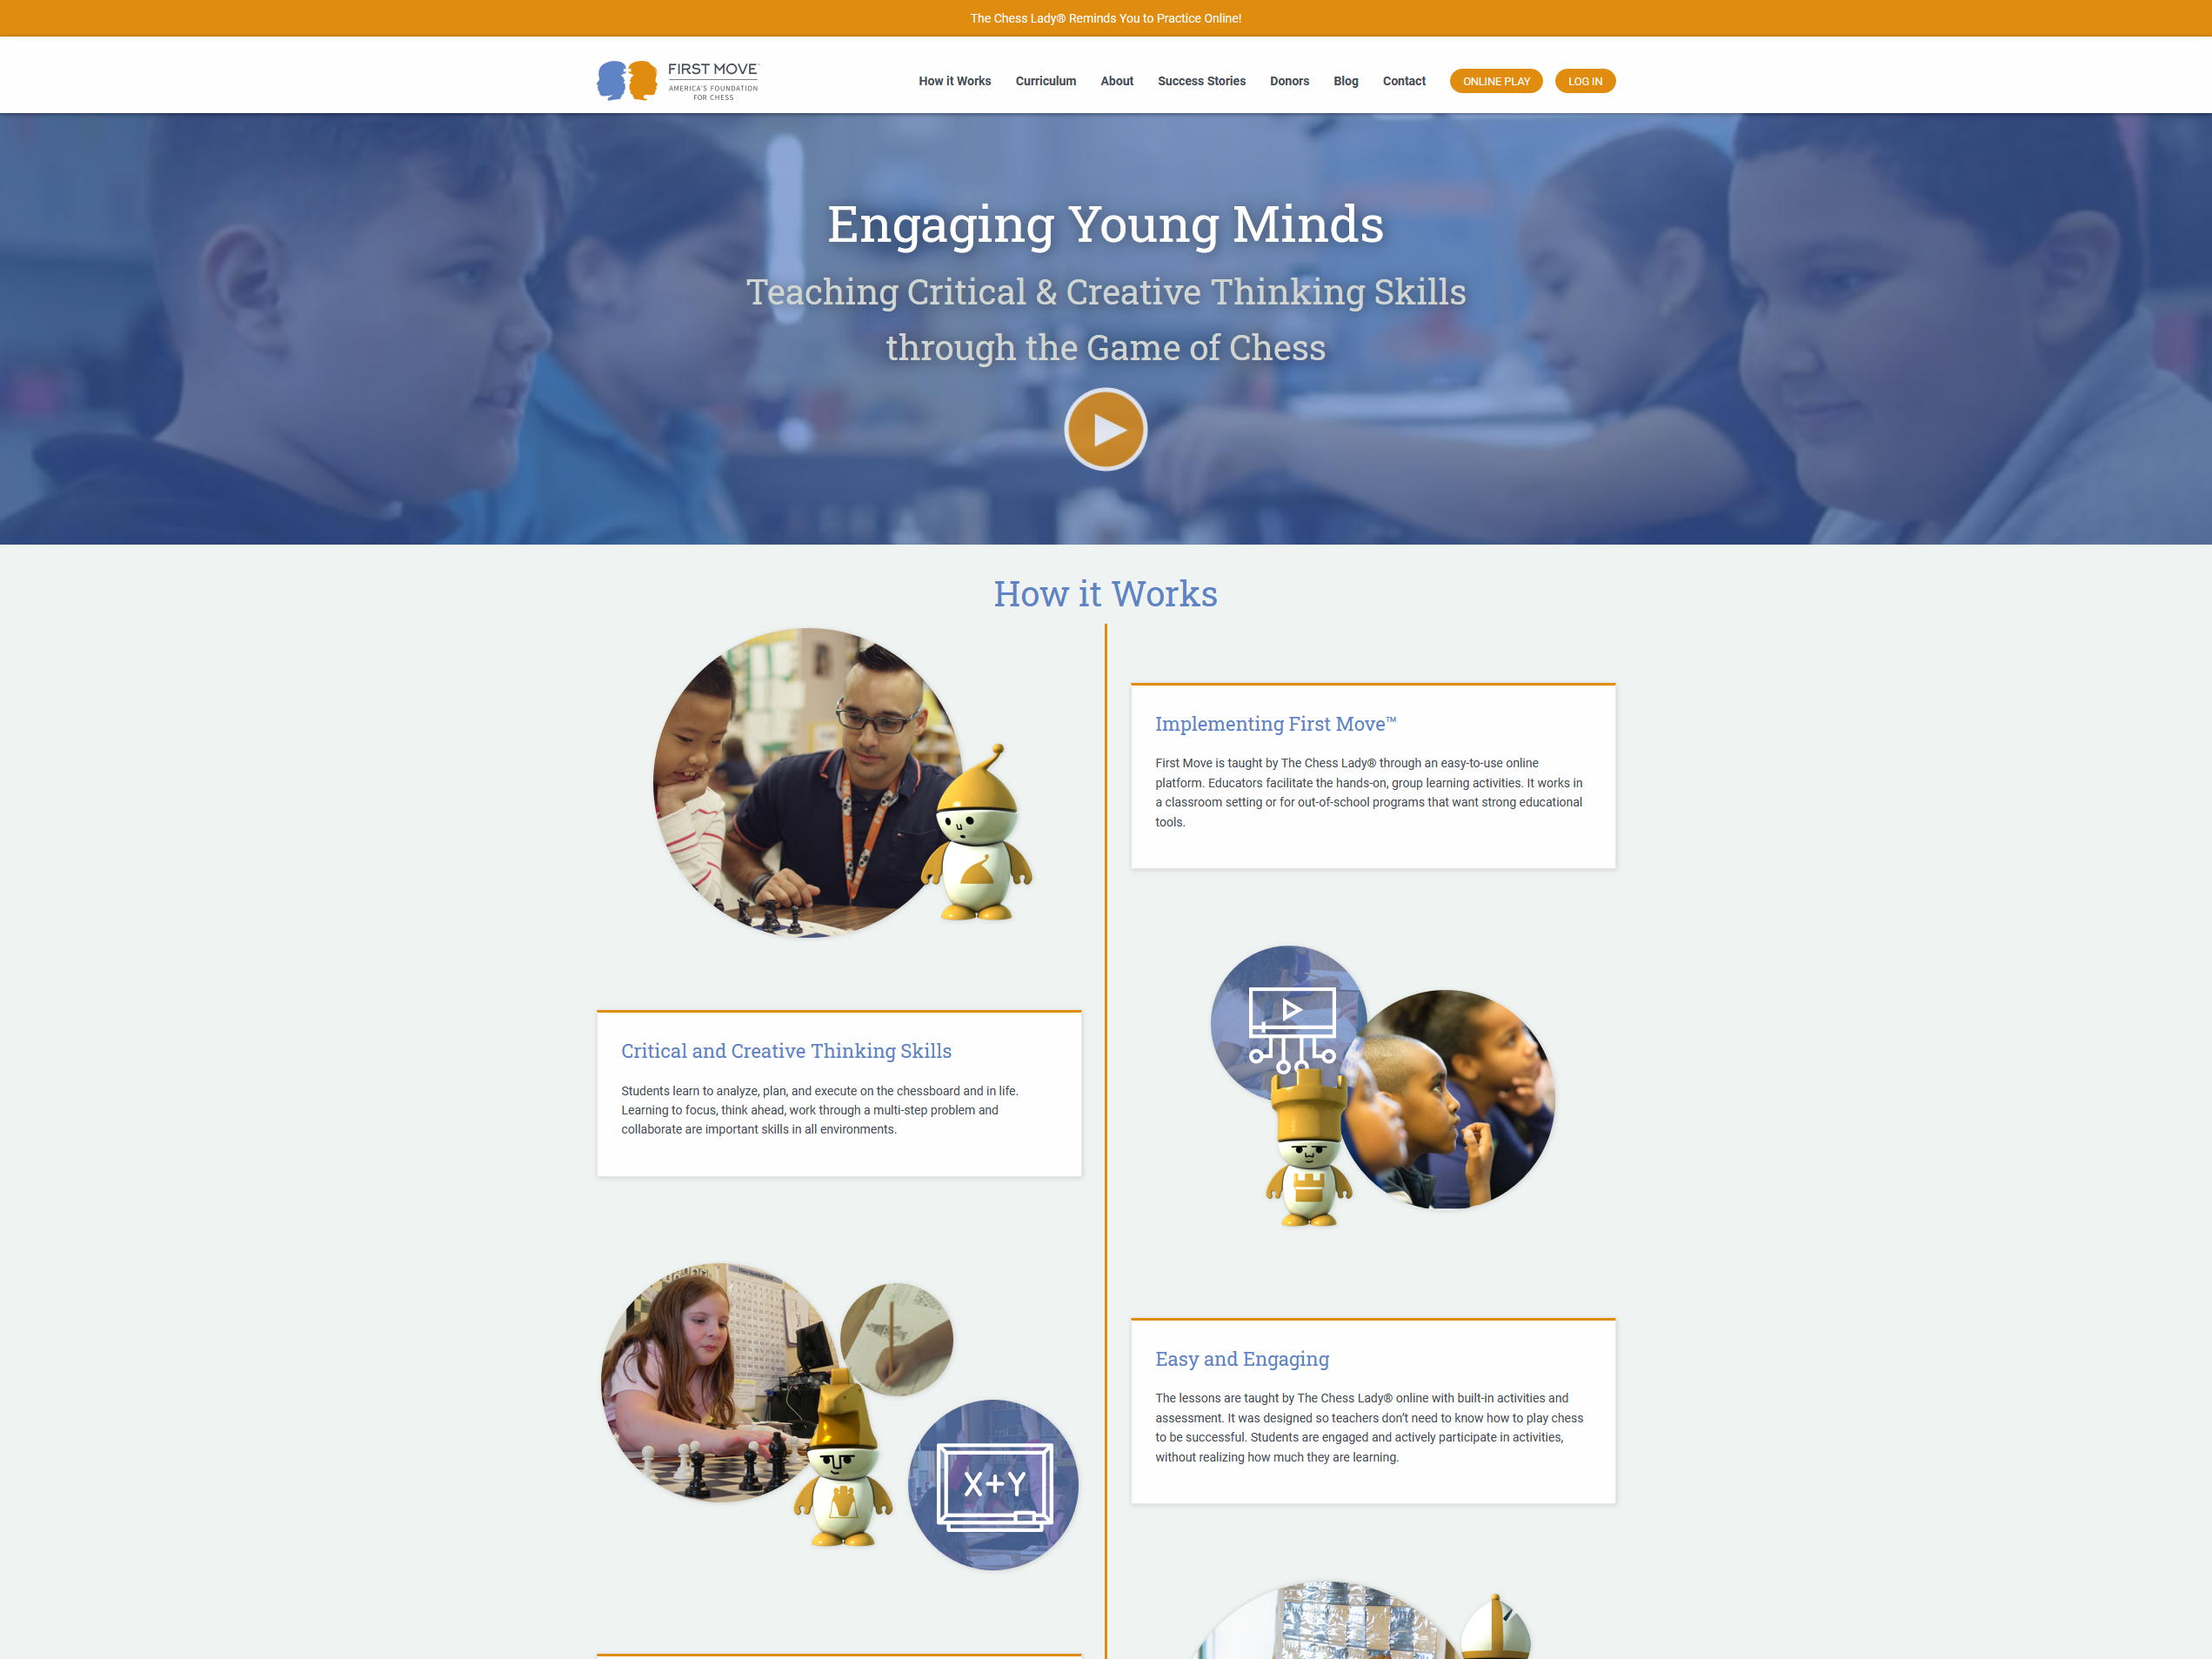 The Chess Lady® Reminds You to Practice Online!
FIRST MOVE
AMERICA'S FOUNDATION
FOR CHESS
How it Works
Curriculum
About
Success Stories
Donors
Blog
Contact
ONLINE PLAY
LOG IN
Engaging Young Minds
Teaching Critical & Creative Thinking Skills
through the Game of Chess
How it Works
Implementing First Move™
First Move is taught by The Chess Lady® through an easy-to-use online
platform. Educators facilitate the hands-on, group learning activities. It works in
a classroom setting or for out-of-school programs that want strong educational
tools.
Critical and Creative Thinking Skills
Students learn to analyze, plan, and execute on the chessboard and in life.
Learning to focus, think ahead, work through a multi-step problem and
collaborate are important skills in all environments.
X+Y
Easy and Engaging
The lessons are taught by The Chess Lady® online with built-in activities and
assessment. It was designed so teachers don't need to know how to play chess
to be successful. Students are engaged and actively participate in activities,
without realizing how much they are learning.